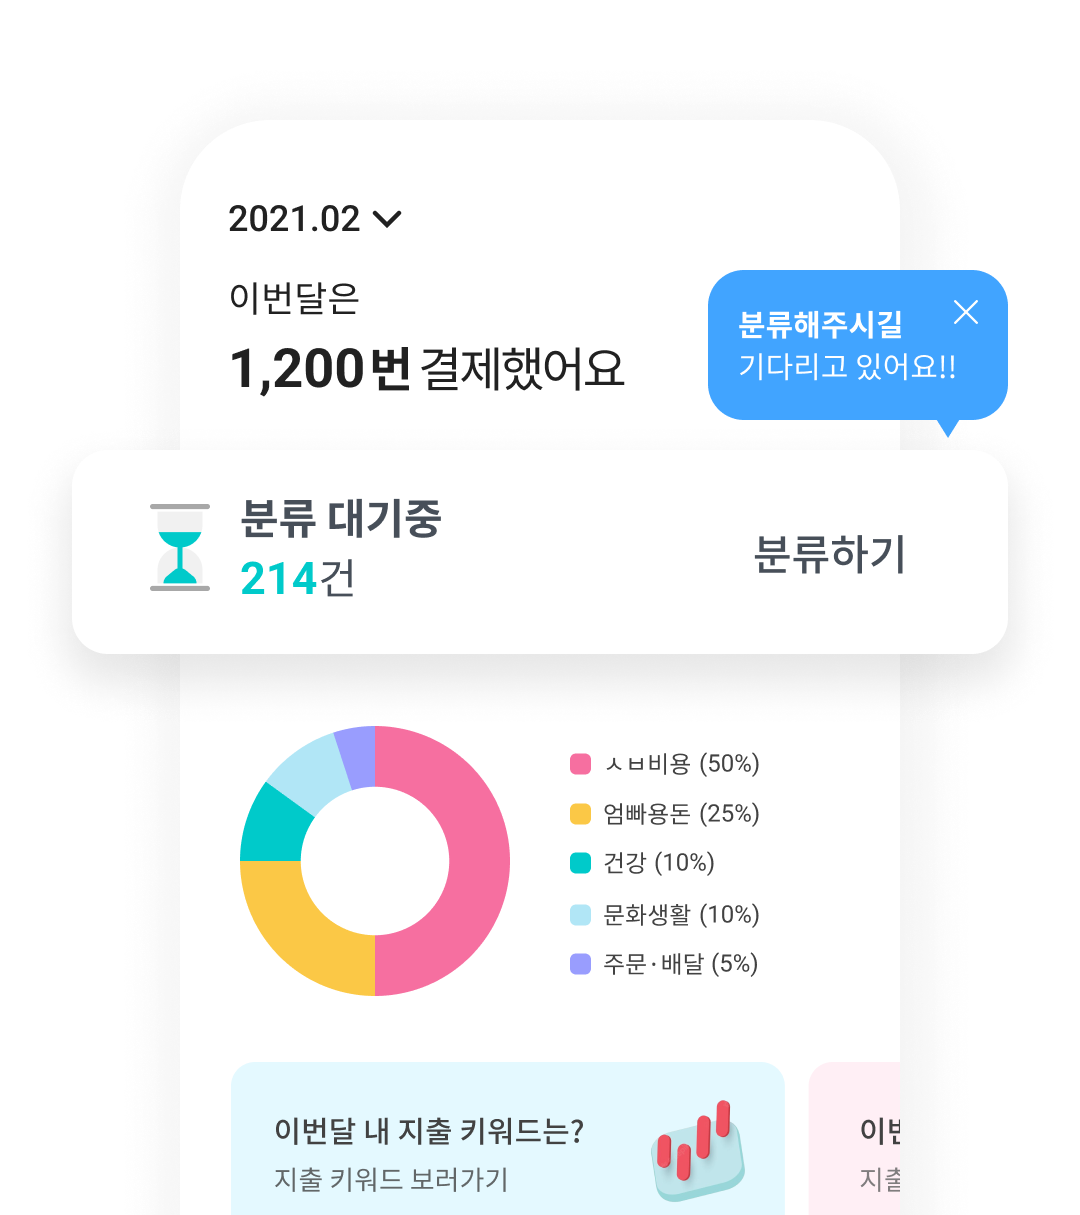 2021.02
이번달은
1,200번 결제했어요
분류해주시길
기다리고 있어요!!
분류 대기중
214건
분류하기
ㅅㅂ비용 (50%)
엄빠용돈 (25%)
건강 (10%)
문화생활 (10%)
주문·배달 (5%)
이번달 내 지출 키워드는?
지출 키워드 보러가기
이번
지출